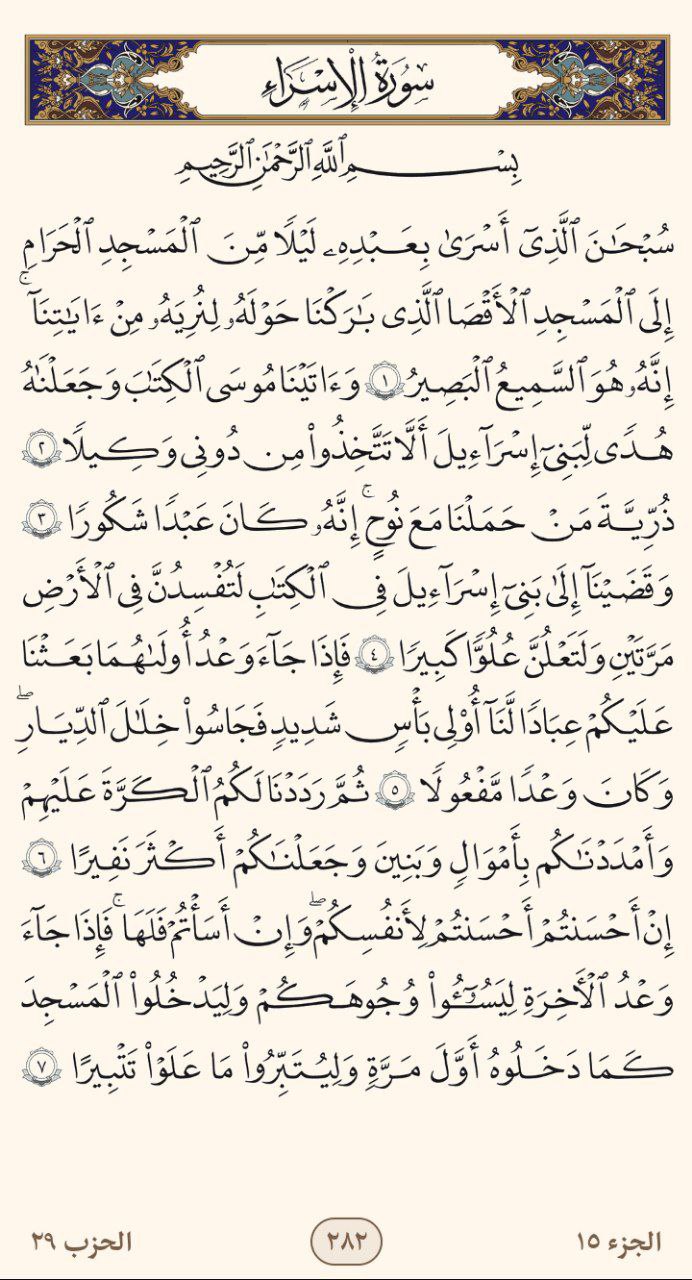 سُورَةُ الإِسۡرَاءِ
بِسۡمِ ٱللَّهِ ٱلرَّحۡمَٰنِ ٱلرَّحِيمِ
سُبۡحَٰنَ ٱلَّذِيٓ أَسۡرَىٰ بِعَبۡدِهِۦ لَيۡلٗا مِّنَ ٱلۡمَسۡجِدِ ٱلۡحَرَامِ
إِلَى ٱلۡمَسۡجِدِ ٱلۡأَقۡصَا ٱلَّذِي بَٰرَكۡنَا حَوۡلَهُۥ لِنُرِيَهُۥ مِنۡ ءَايَٰتِنَآۚ
إِنَّهُۥ هُوَ ٱلسَّمِيعُ ٱلۡبَصِيرُ ١ وَءَاتَيۡنَا مُوسَى ٱلۡكِتَٰبَ وَجَعَلۡنَٰهُ
هُدٗى لِّبَنِيٓ إِسۡرَٰٓءِيلَ أَلَّا تَتَّخِذُواْ مِن دُونِي وَكِيلٗا ٢
ذُرِّيَّةَ مَنۡ حَمَلۡنَا مَعَ نُوحٍۚ إِنَّهُۥ كَانَ عَبۡدٗا شَكُورٗا ٣
وَقَضَيۡنَآ إِلَىٰ بَنِيٓ إِسۡرَٰٓءِيلَ فِي ٱلۡكِتَٰبِ لَتُفۡسِدُنَّ فِي ٱلۡأَرۡضِ
مَرَّتَيۡنِ وَلَتَعۡلُنَّ عُلُوّٗا كَبِيرٗا ٤ فَإِذَا جَآءَ وَعۡدُ أُولَىٰهُمَا بَعَثۡنَا
عَلَيۡكُمۡ عِبَادٗا لَّنَآ أُوْلِي بَأۡسٖ شَدِيدٖ فَجَاسُواْ خِلَٰلَ ٱلدِّيَارِۖ
وَكَانَ وَعۡدٗا مَّفۡعُولٗا ٥ ثُمَّ رَدَدۡنَا لَكُمُ ٱلۡكَرَّةَ عَلَيۡهِمۡ
وَأَمۡدَدۡنَٰكُم بِأَمۡوَٰلٖ وَبَنِينَ وَجَعَلۡنَٰكُمۡ أَكۡثَرَ نَفِيرًا ٦
إِنۡ أَحۡسَنتُمۡ أَحۡسَنتُمۡ لِأَنفُسِكُمۡۖ وَإِنۡ أَسَأۡتُمۡ فَلَهَاۚ فَإِذَا جَآءَ
وَعۡدُ ٱلۡأٓخِرَةِ لِيَسُـُٔواْ وُجُوهَكُمۡ وَلِيَدۡخُلُواْ ٱلۡمَسۡجِدَ
كَمَا دَخَلُوهُ أَوَّلَ مَرَّةٖ وَلِيُتَبِّرُواْ مَا عَلَوۡاْ تَتۡبِيرًا ٧
الجزء ١٥
٢٨٢
الحزب ٢٩